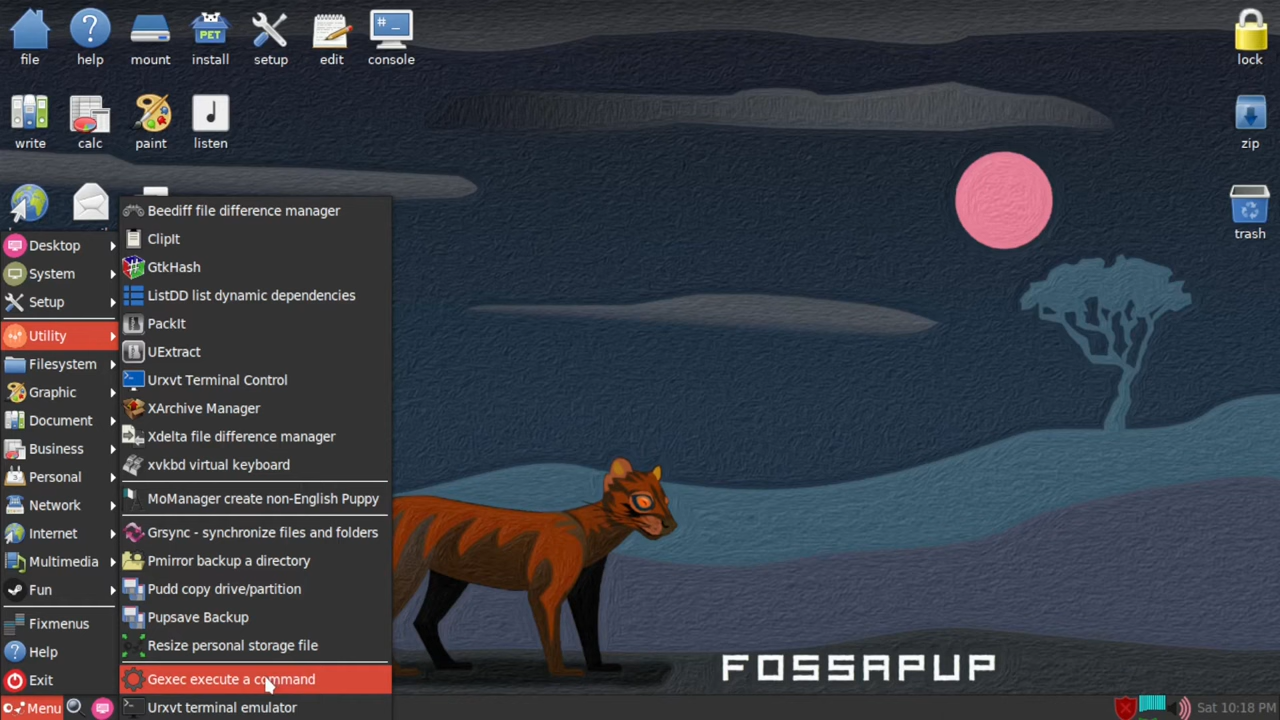 file
help
mount
PET
install
setup
edit
# _
console
lock
write
calc
paint
listen
zip
trash
Desktop
System
Setup
Utility
Filesystem
Graphic
Document
Business
Personal
Network
Internet
Multimedia
Fun
Fixmenus
Help
Exit
Menu
Beediff file difference manager
ClipIt
GtkHash
ListDD list dynamic dependencies
PackIt
UExtract
Urxvt Terminal Control
XArchive Manager
Xdelta file difference manager
xvkbd virtual keyboard
MoManager create non-English Puppy
Grsync - synchronize files and folders
Pmirror backup a directory
Pudd copy drive/partition
Pupsave Backup
Resize personal storage file
Gexec execute a command
Urxvt terminal emulator
FOSSAPUP
Sat 10:18 PM